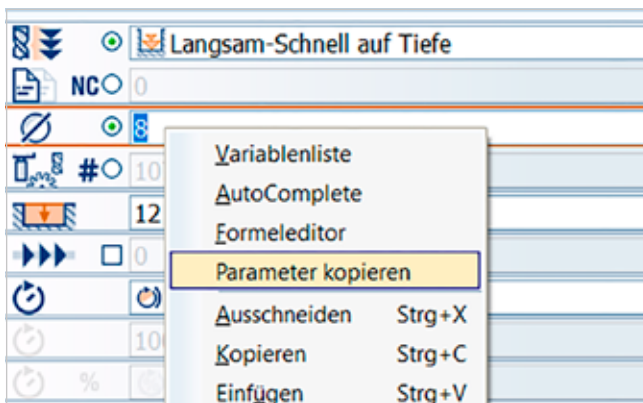 Langsam-Schnell auf Tiefe
NC 0
8
Variablenliste
# 10
AutoComplete
12
Formeleditor
0
Parameter kopieren
Ausschneiden Strg+X
10
Kopieren Strg+C
%
Einfügen Strg+V